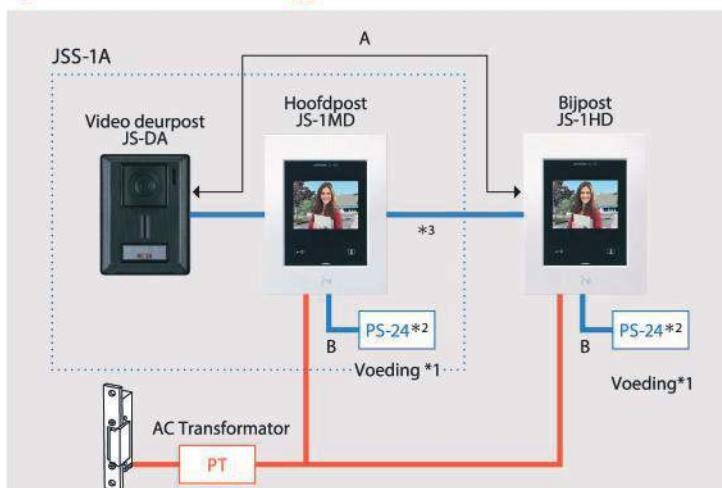 A
JSS-1A
Video deurpost
JS-DA
Hoofdpost
JS-1MD
Bijpost
JS-1HD
*3
B
PS-24*2
Voeding *1
B
PS-24*2
Voeding*1
AC Transformator
PT